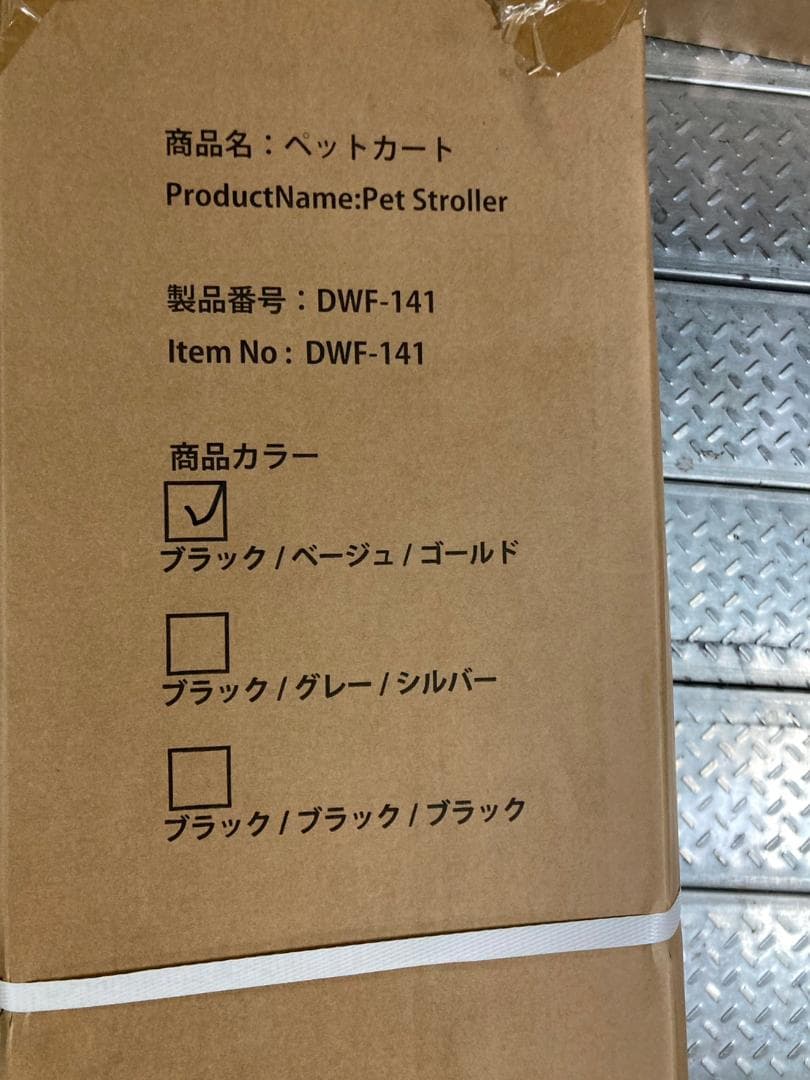 商品名：ペットカート
ProductName:Pet Stroller
製品番号：DWF-141
Item No : DWF-141
商品カラー
ブラック / ベージュ / ゴールド
ブラック / グレー / シルバー
ブラック / ブラック / ブラック